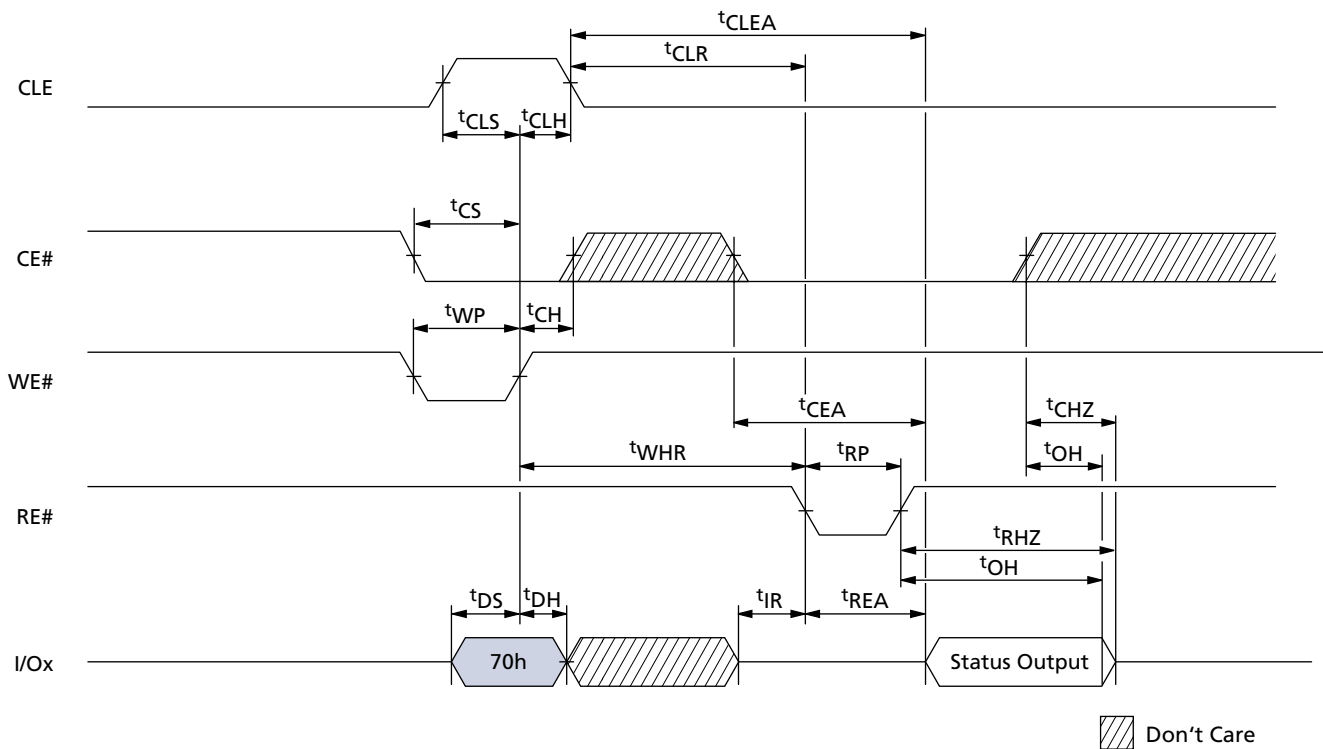 tCLEA
tCLR
CLE
tCLS tCLH
tCS
CE#
tWP tCH
WE#
tCEA tCHZ
tWHR tRP tOH
RE#
tRHZ
tOH
tDS tDH tIR tREA
I/Ox 70h Status Output
Don't Care